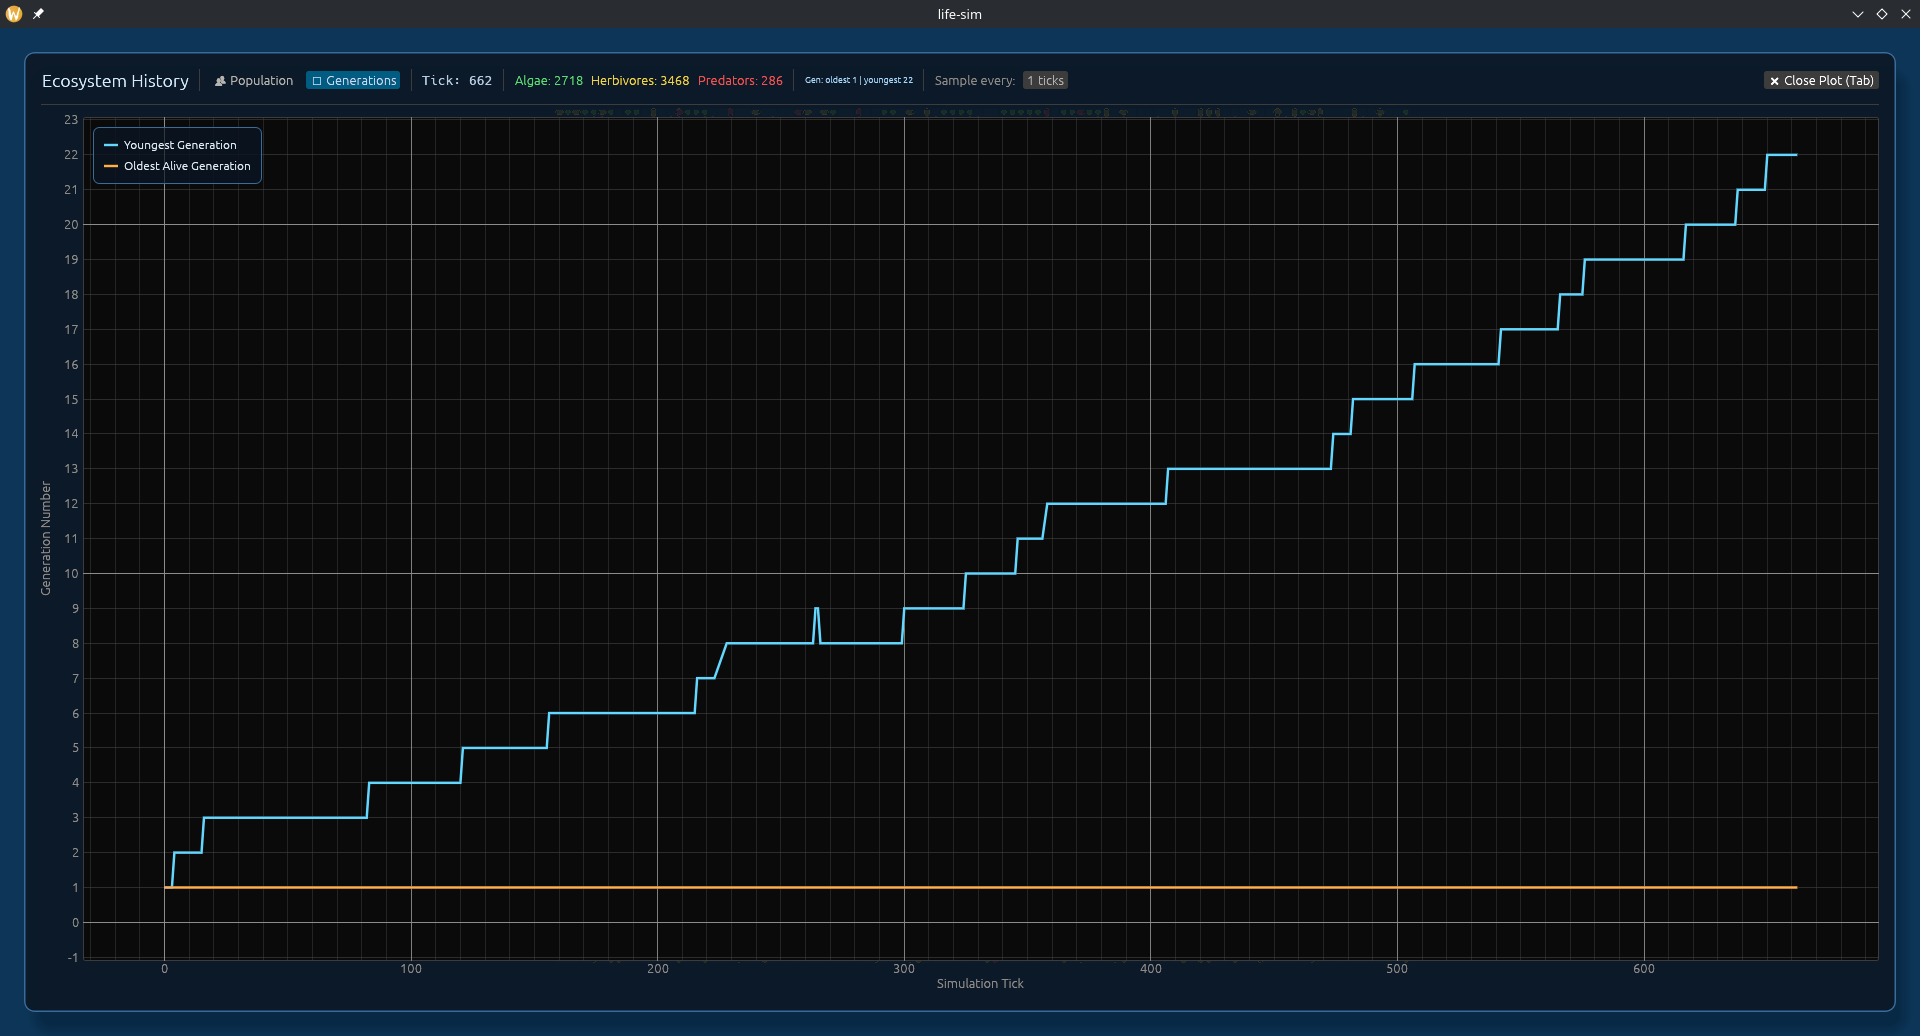 life-sim
Ecosystem History
Population
Generations
Tick: 662
Algae: 2718 Herbivores: 3468 Predators: 286
Gen: oldest 1 | youngest 22
Sample every: 1 ticks
Close Plot (Tab)
Youngest Generation
Oldest Alive Generation
23
22
21
20
19
18
17
16
15
14
13
12
11
10
9
8
7
6
5
4
3
2
1
0
-1
Generation Number
0 100 200 300 400 500 600
Simulation Tick